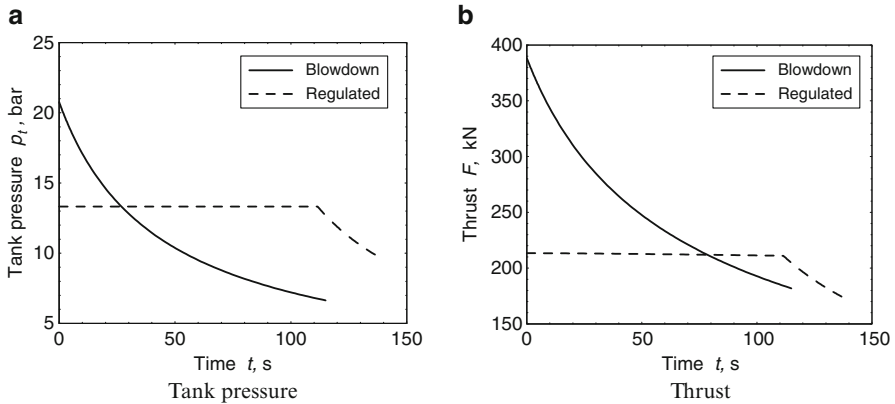 a
25
20
15
10
5
0
50
100
150
Tank pressure p_t, bar
Time t, s
Blowdown
Regulated
Tank pressure
b
400
350
300
250
200
150
0
50
100
150
Thrust F, kN
Time t, s
Blowdown
Regulated
Thrust